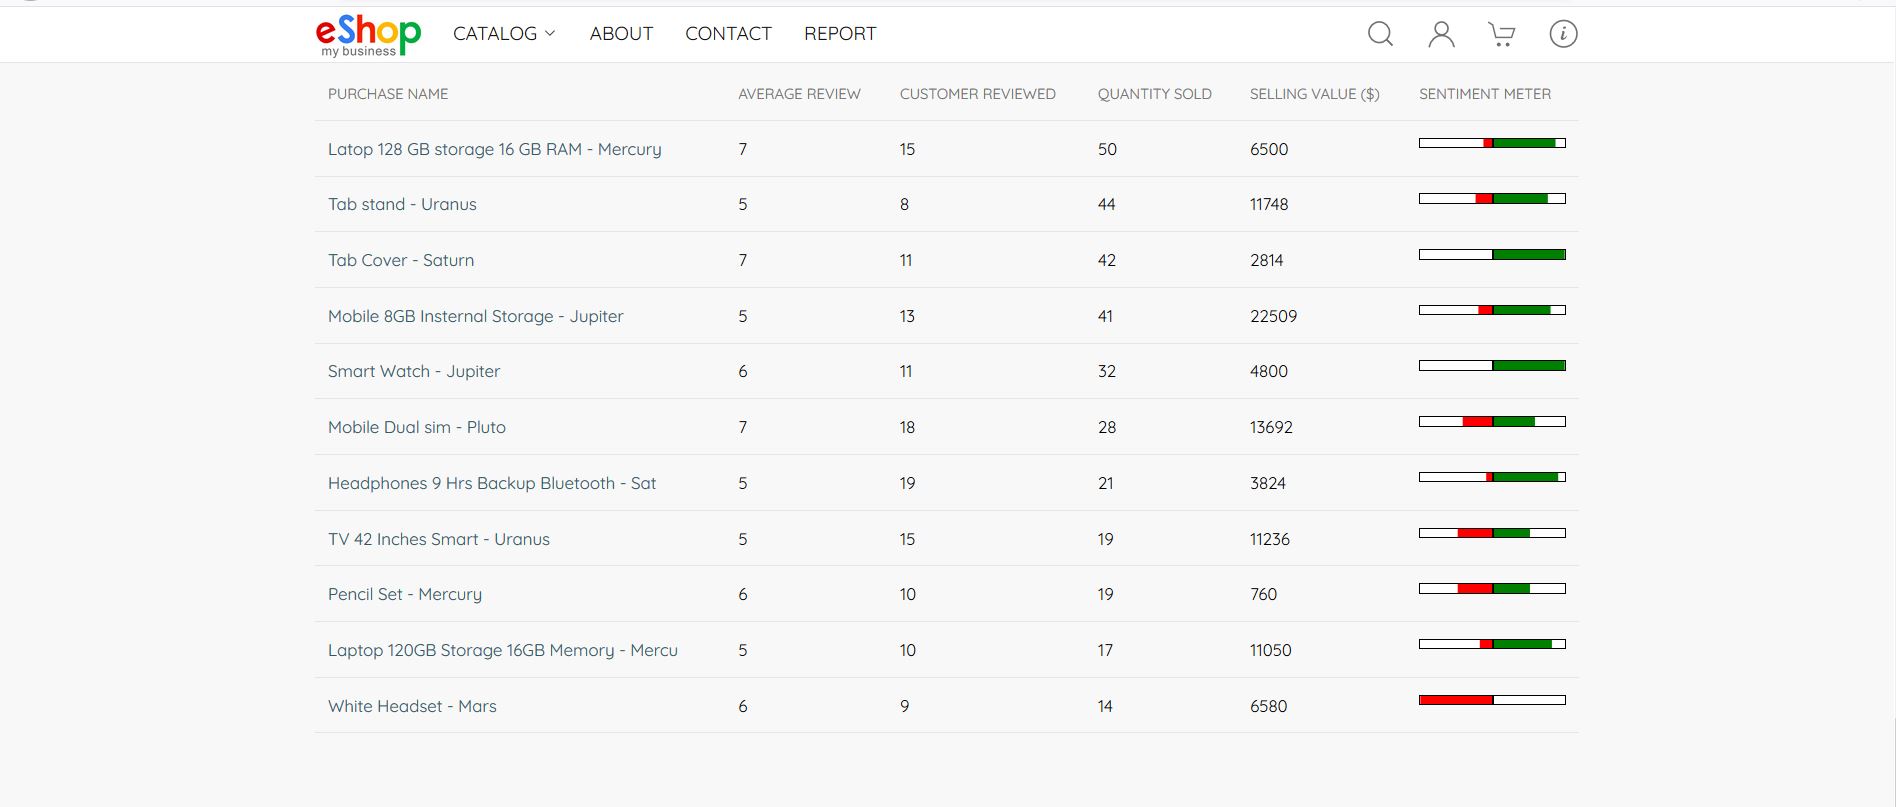 eShop CATALOG ABOUT CONTACT REPORT
my business
PURCHASE NAME AVERAGE REVIEW CUSTOMER REVIEWED QUANTITY SOLD SELLING VALUE ($) SENTIMENT METER
Latop 128 GB storage 16 GB RAM - Mercury 7 15 50 6500
Tab stand - Uranus 5 8 44 11748
Tab Cover - Saturn 7 11 42 2814
Mobile 8GB Insternal Storage - Jupiter 5 13 41 22509
Smart Watch - Jupiter 6 11 32 4800
Mobile Dual sim - Pluto 7 18 28 13692
Headphones 9 Hrs Backup Bluetooth - Sat 5 19 21 3824
TV 42 Inches Smart - Uranus 5 15 19 11236
Pencil Set - Mercury 6 10 19 760
Laptop 120GB Storage 16GB Memory - Mercu 5 10 17 11050
White Headset - Mars 6 9 14 6580